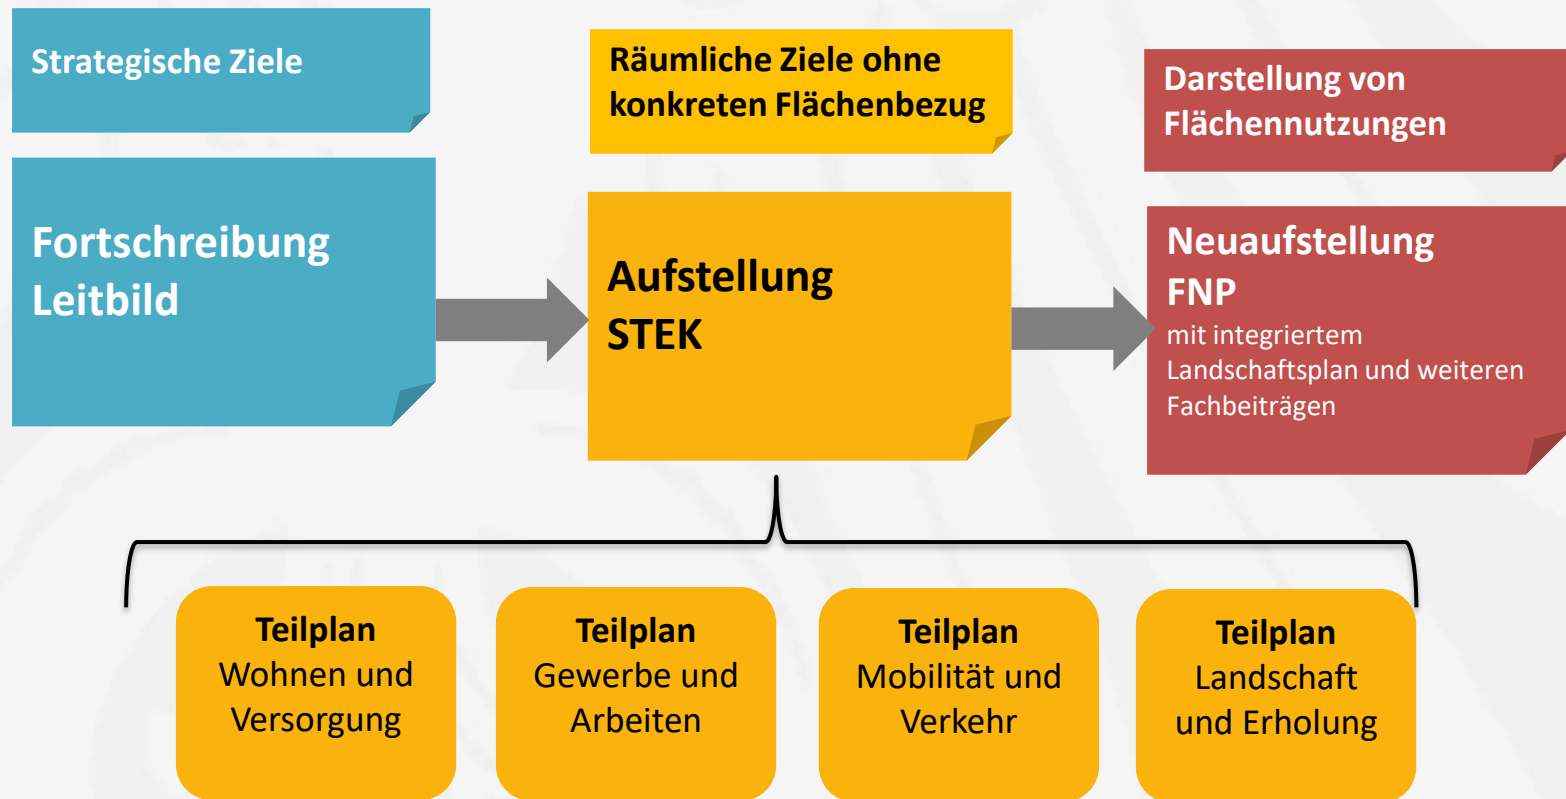 Strategische Ziele
Räumliche Ziele ohne
konkreten Flächenbezug
Darstellung von
Flächennutzungen
Fortschreibung
Leitbild
Aufstellung
STEK
Neuaufstellung
FNP
mit integriertem
Landschaftsplan und weiteren
Fachbeiträgen
Teilplan
Wohnen und
Versorgung
Teilplan
Gewerbe und
Arbeiten
Teilplan
Mobilität und
Verkehr
Teilplan
Landschaft
und Erholung